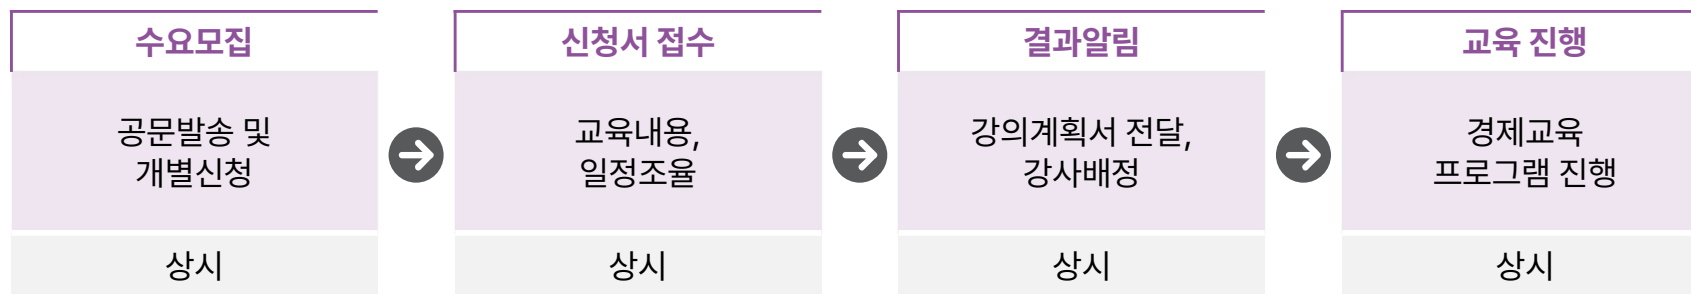 수요모집
공문발송 및
개별신청
상시
신청서 접수
교육내용,
일정조율
상시
결과알림
강의계획서 전달,
강사배정
상시
교육 진행
경제교육
프로그램 진행
상시